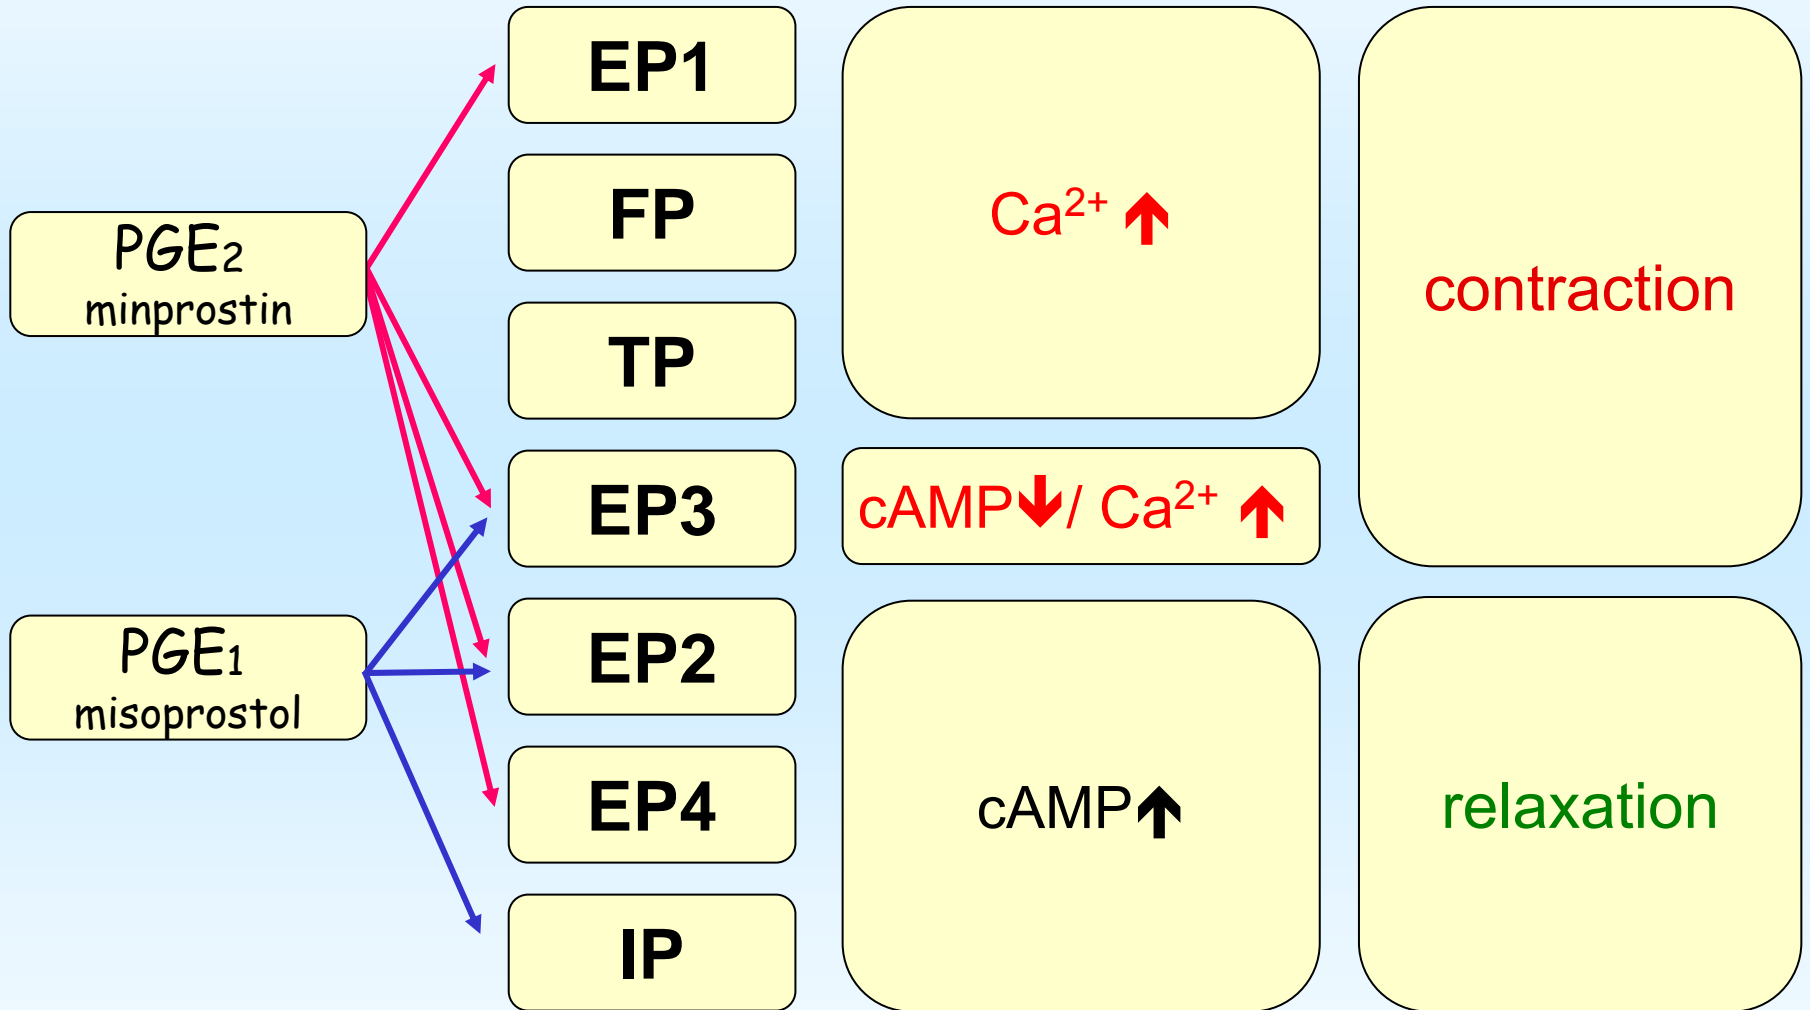 PGE₂
minprostin
PGE₁
misoprostol
EP1
FP
TP
EP3
EP2
EP4
IP
Ca²⁺ 🡹
cAMP🡻/ Ca²⁺ 🡹
cAMP🡹
contraction
relaxation